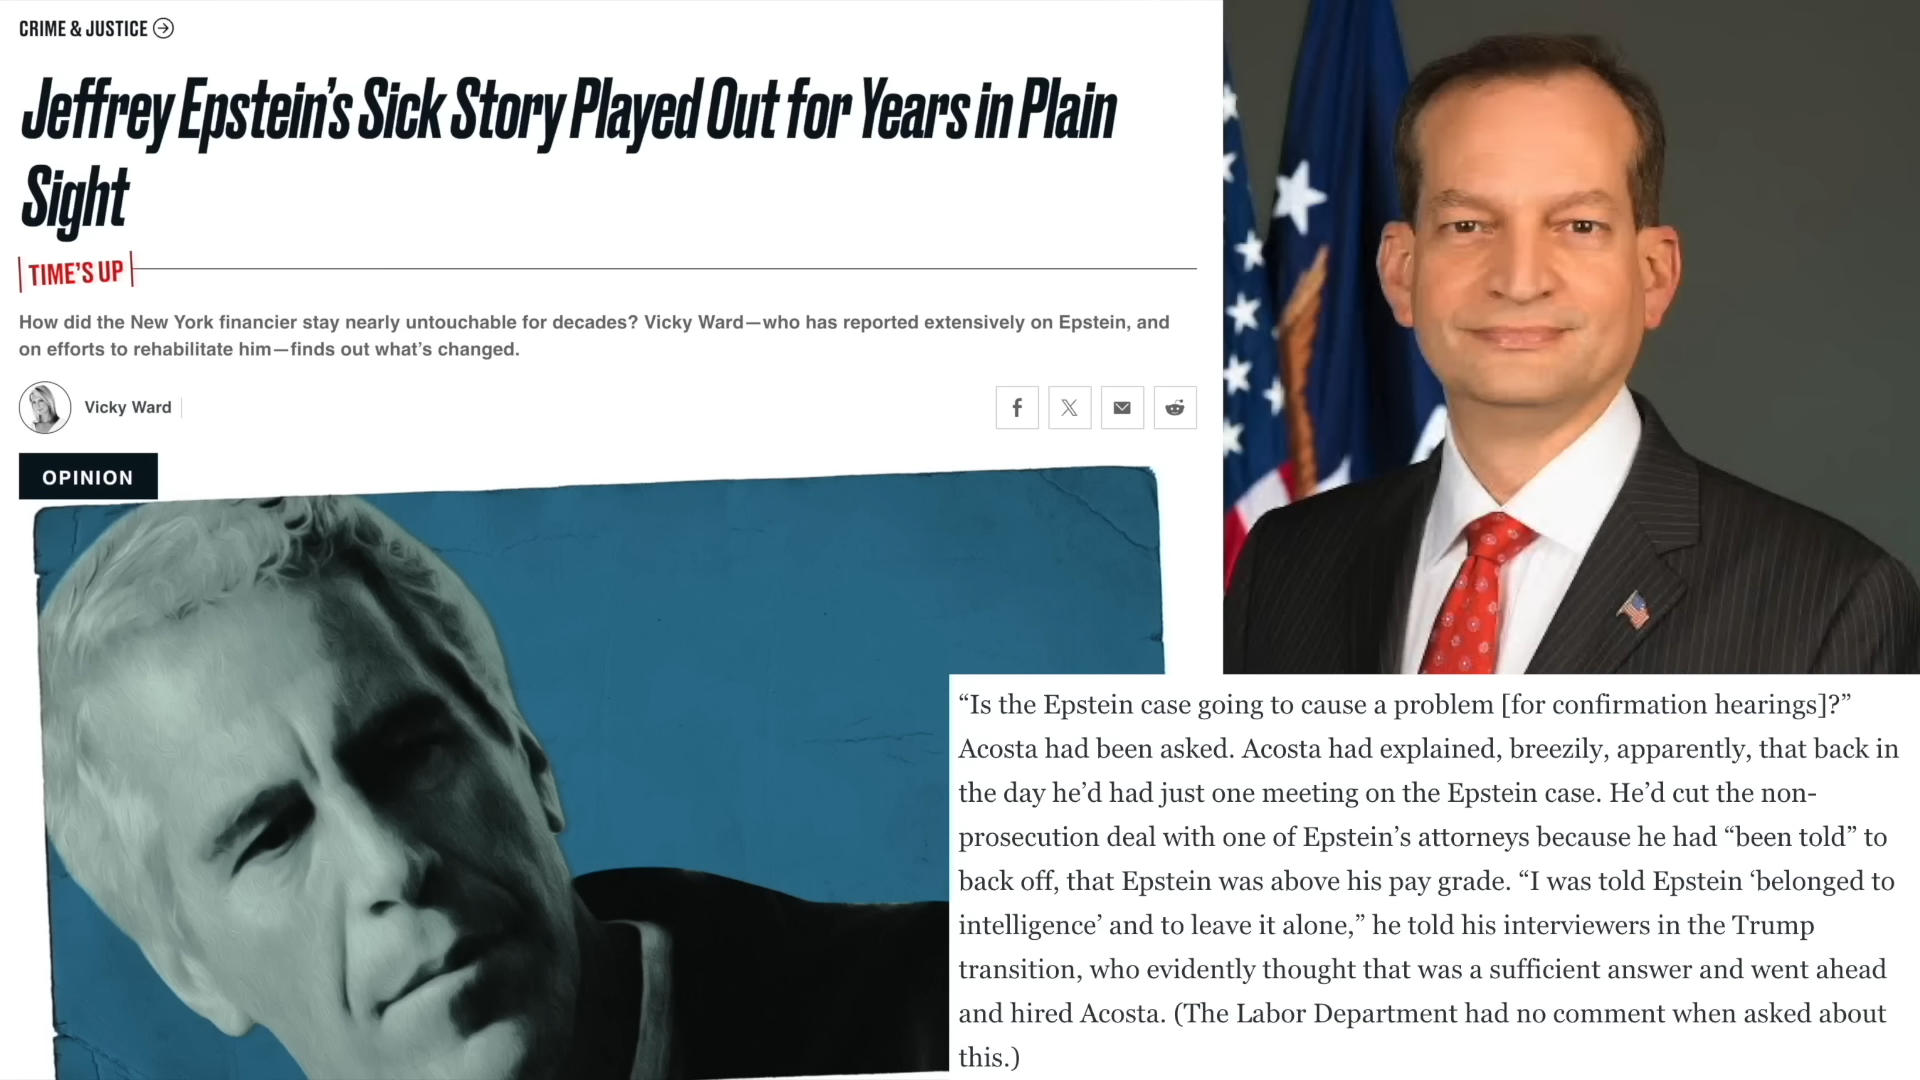 CRIME & JUSTICE
Jeffrey Epstein’s Sick Story Played Out for Years in Plain
Sight
TIME’S UP
How did the New York financier stay nearly untouchable for decades? Vicky Ward—who has reported extensively on Epstein, and
on efforts to rehabilitate him—finds out what’s changed.
Vicky Ward
OPINION
“Is the Epstein case going to cause a problem [for confirmation hearings]?”
Acosta had been asked. Acosta had explained, breezily, apparently, that back in
the day he’d had just one meeting on the Epstein case. He’d cut the non-
prosecution deal with one of Epstein’s attorneys because he had “been told” to
back off, that Epstein was above his pay grade. “I was told Epstein ‘belonged to
intelligence’ and to leave it alone,” he told his interviewers in the Trump
transition, who evidently thought that was a sufficient answer and went ahead
and hired Acosta. (The Labor Department had no comment when asked about
this.)